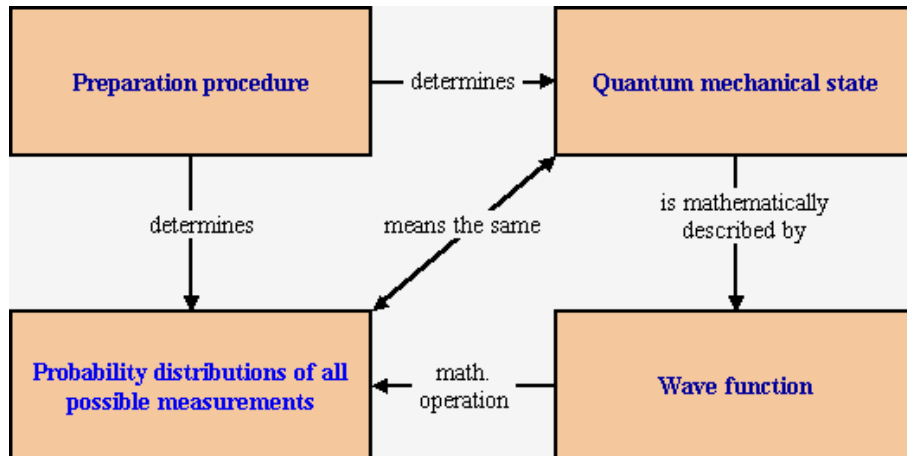 Preparation procedure
determines
Quantum mechanical state
determines
means the same
is mathematically
described by
Probability distributions of all
possible measurements
math.
operation
Wave function